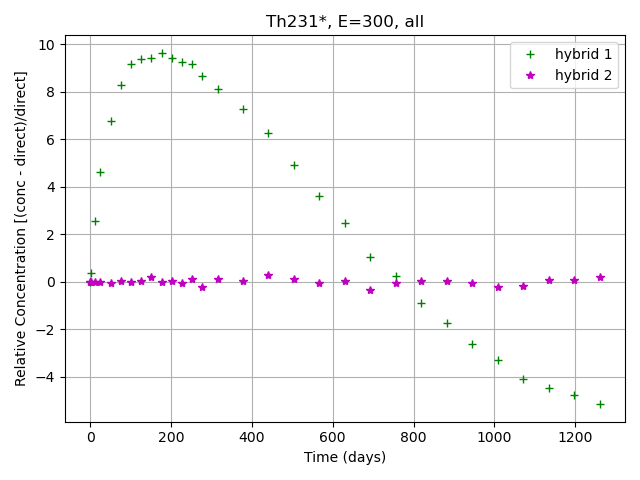 Th231*, E=300, all
hybrid 1
hybrid 2
Relative Concentration [(conc - direct)/direct]
10
8
6
4
2
0
−2
−4
0 200 400 600 800 1000 1200
Time (days)